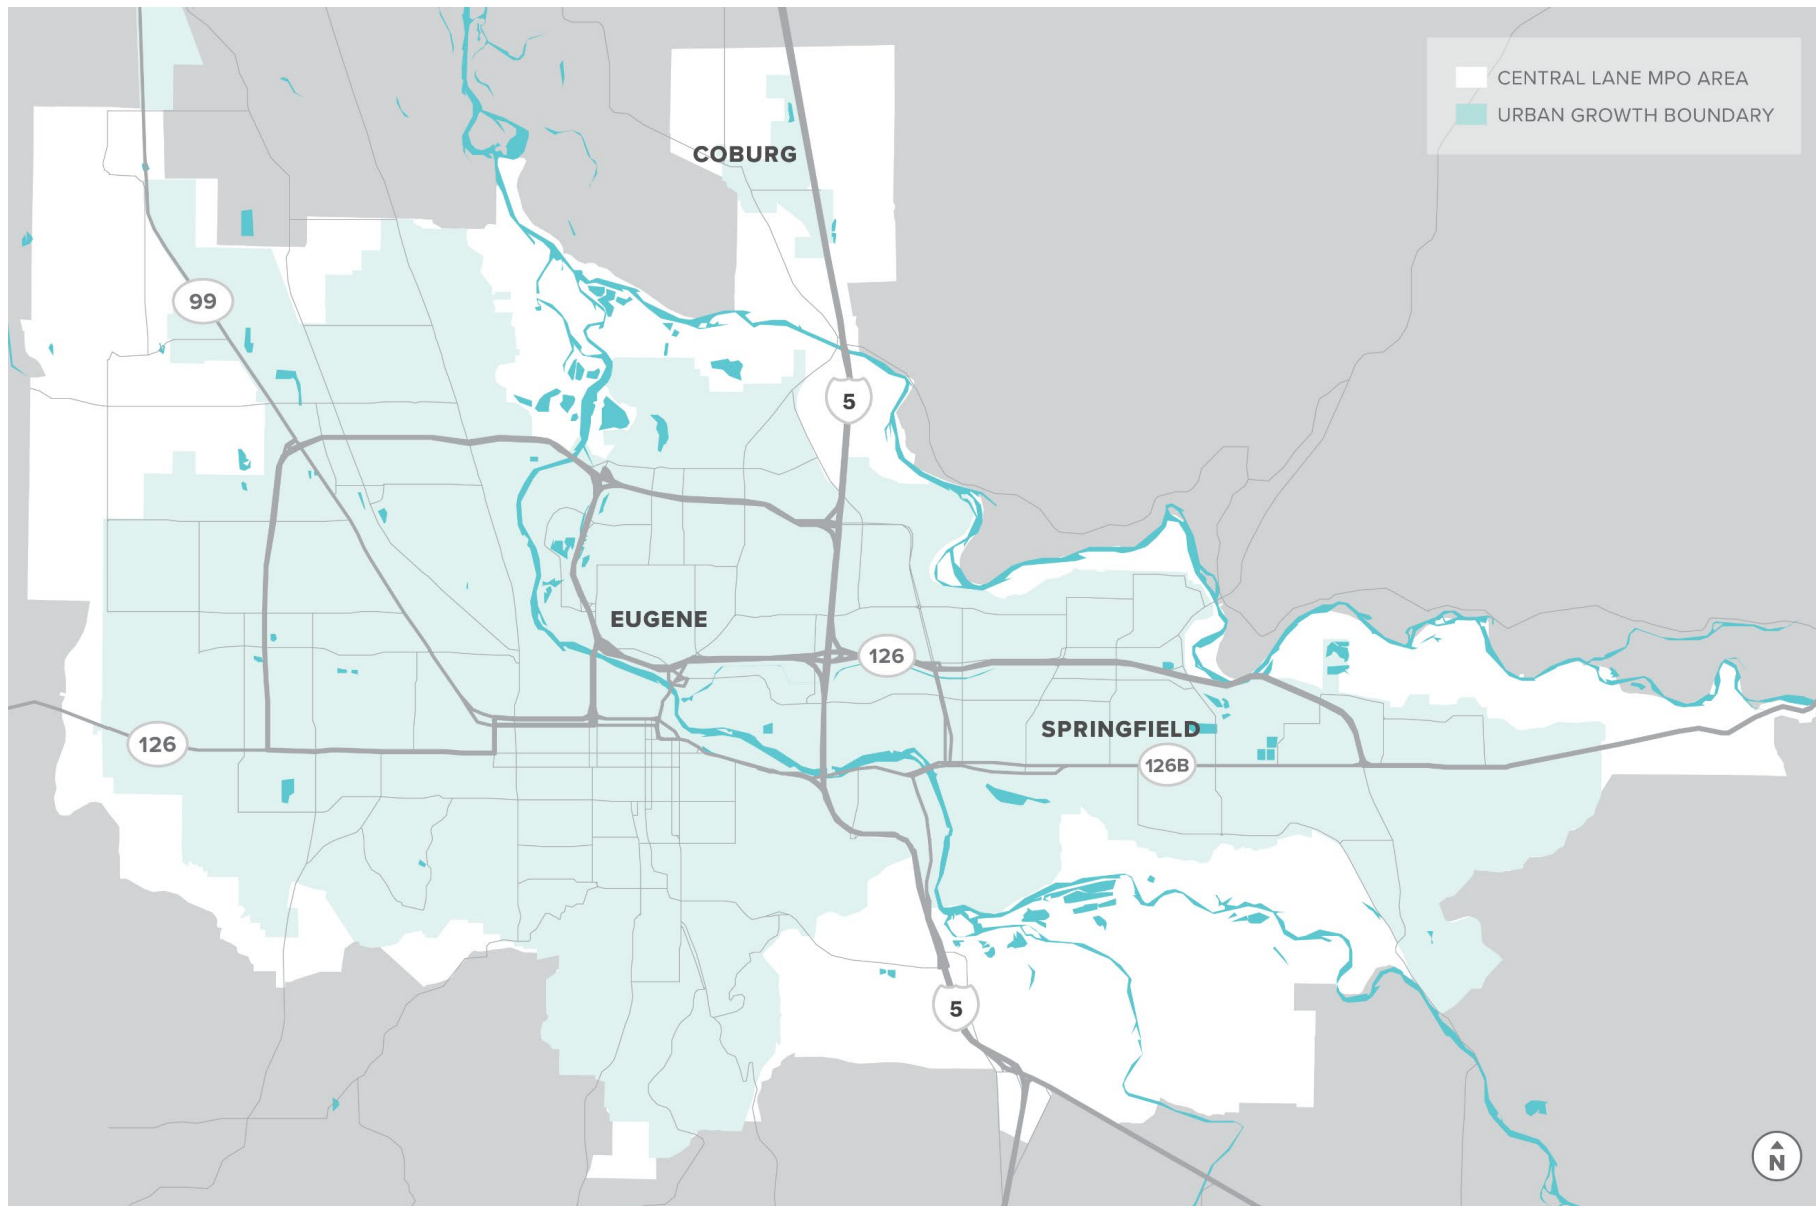 CENTRAL LANE MPO AREA
URBAN GROWTH BOUNDARY
COBURG
99
5
EUGENE
126
SPRINGFIELD
126
126B
5
N